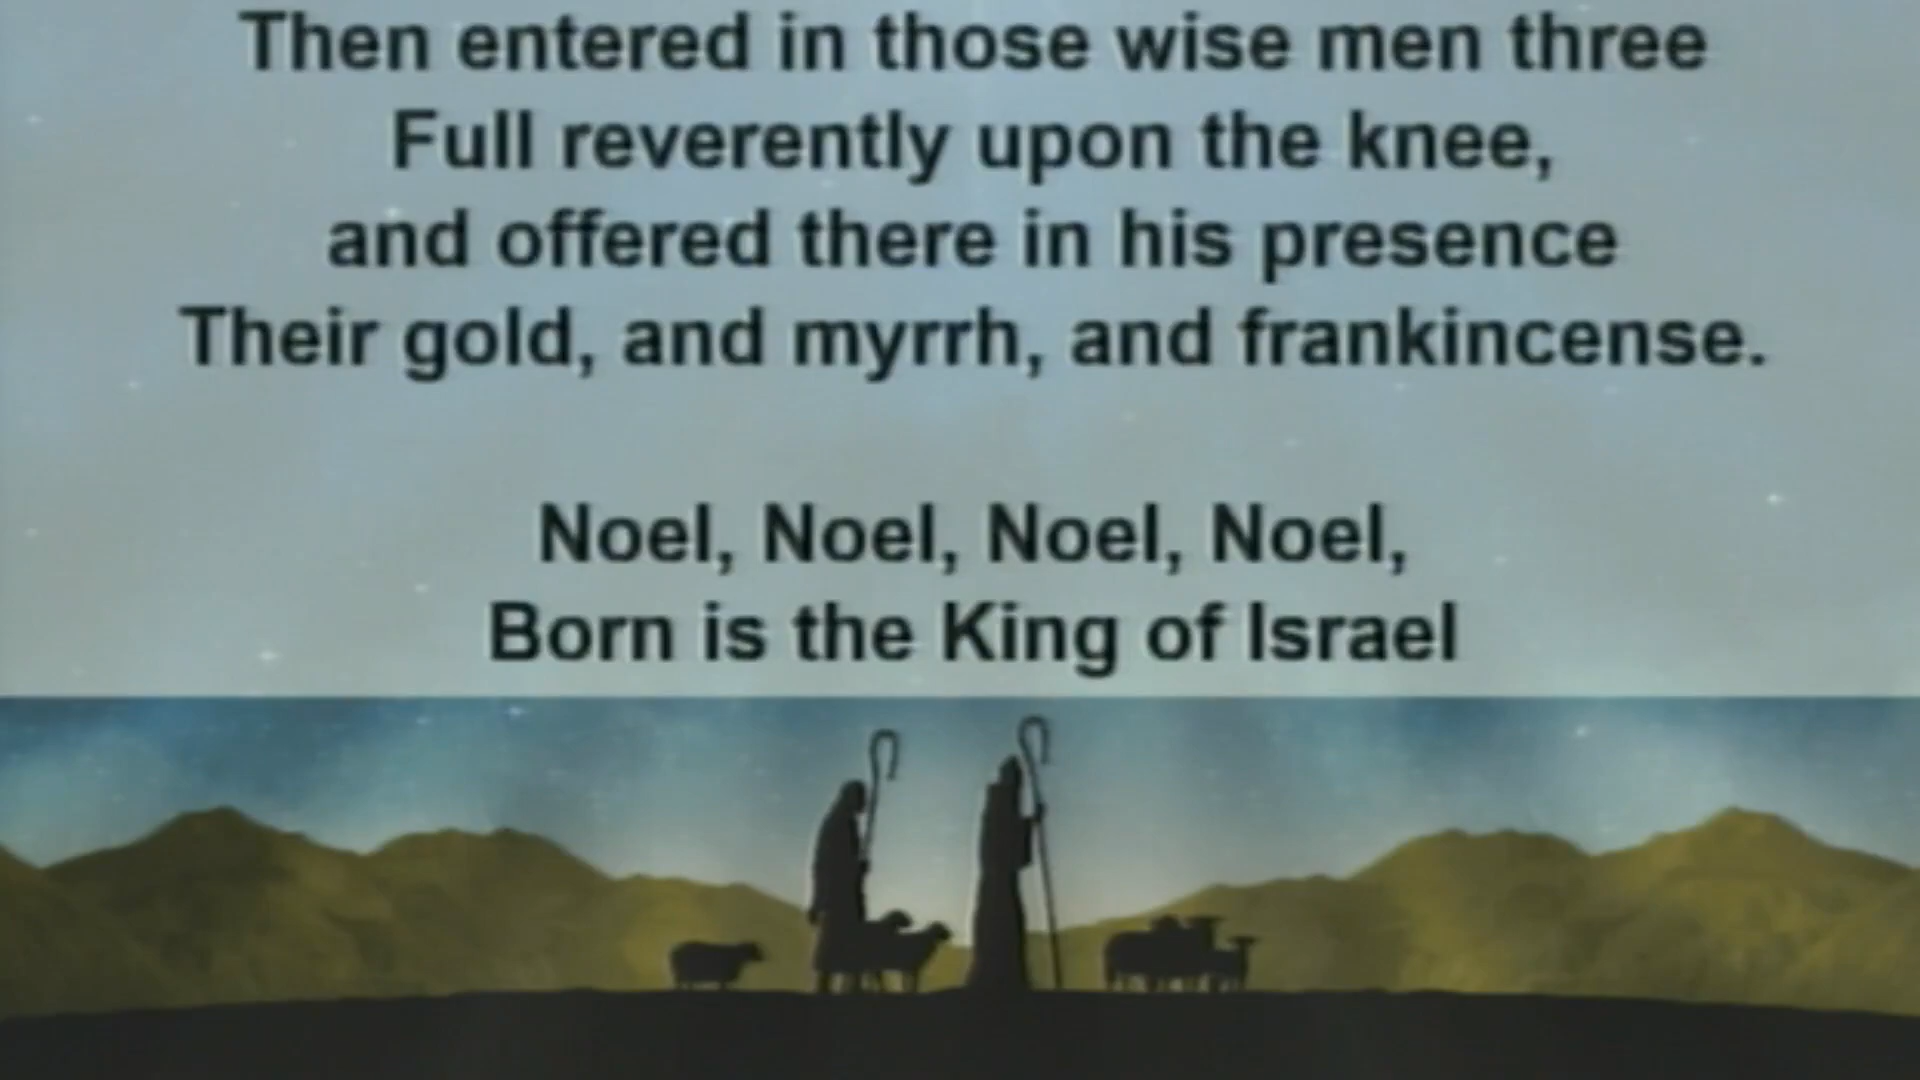 Then entered in those wise men three
Full reverently upon the knee,
and offered there in his presence
Their gold, and myrrh, and frankincense.
Noel, Noel, Noel, Noel,
Born is the King of Israel